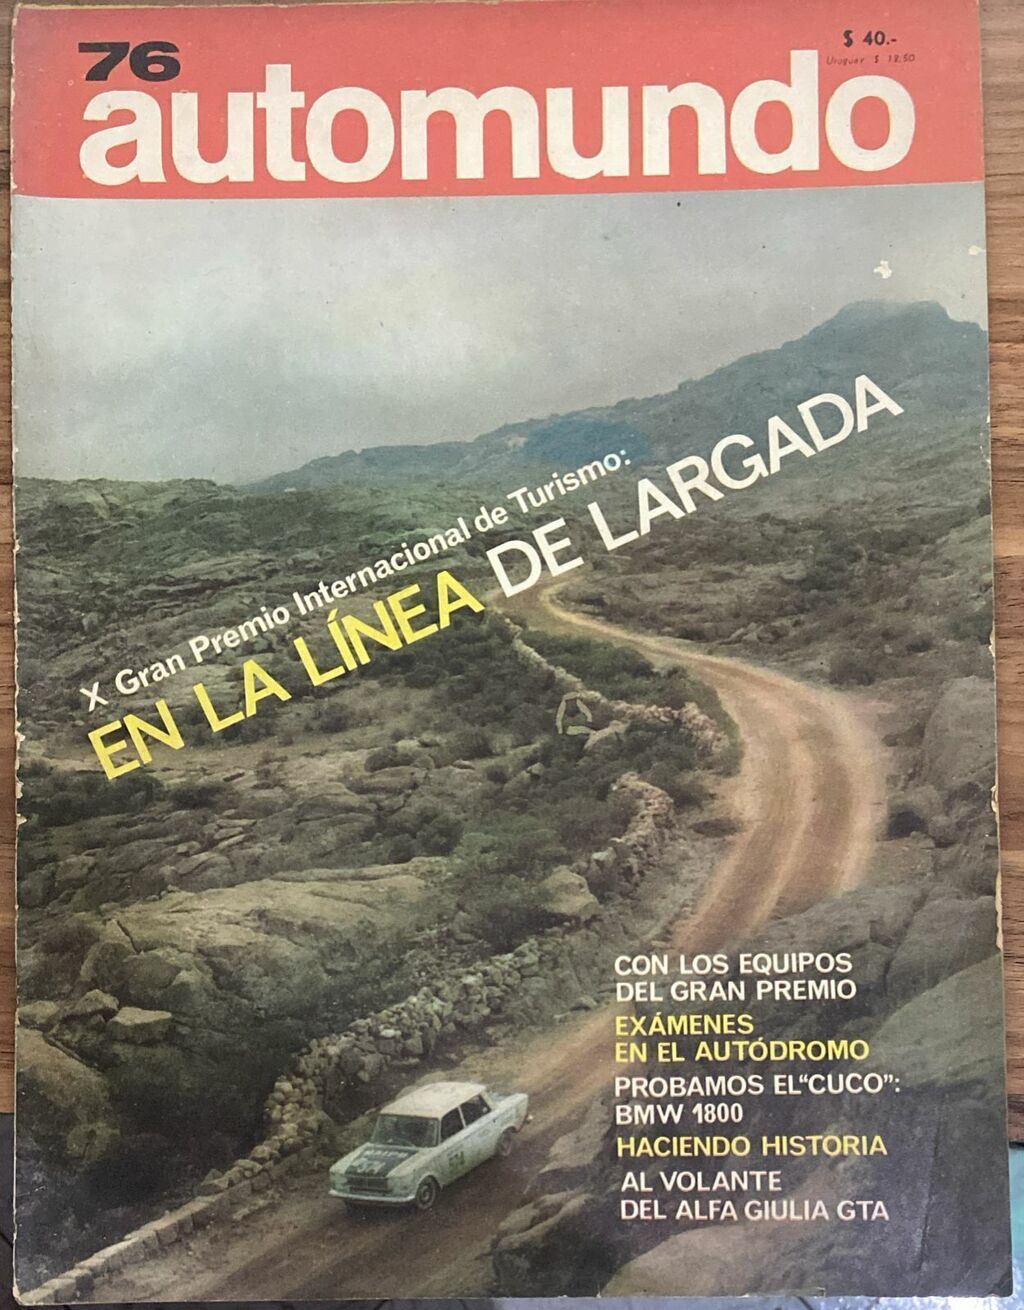 76
$ 40.-
Uruguay $ 18.50
automundo
X Gran Premio Internacional de Turismo:
EN LA LÍNEA DE LARGADA
CON LOS EQUIPOS
DEL GRAN PREMIO
EXÁMENES
EN EL AUTÓDROMO
PROBAMOS EL "CUCO":
BMW 1800
HACIENDO HISTORIA
AL VOLANTE
DEL ALFA GIULIA GTA